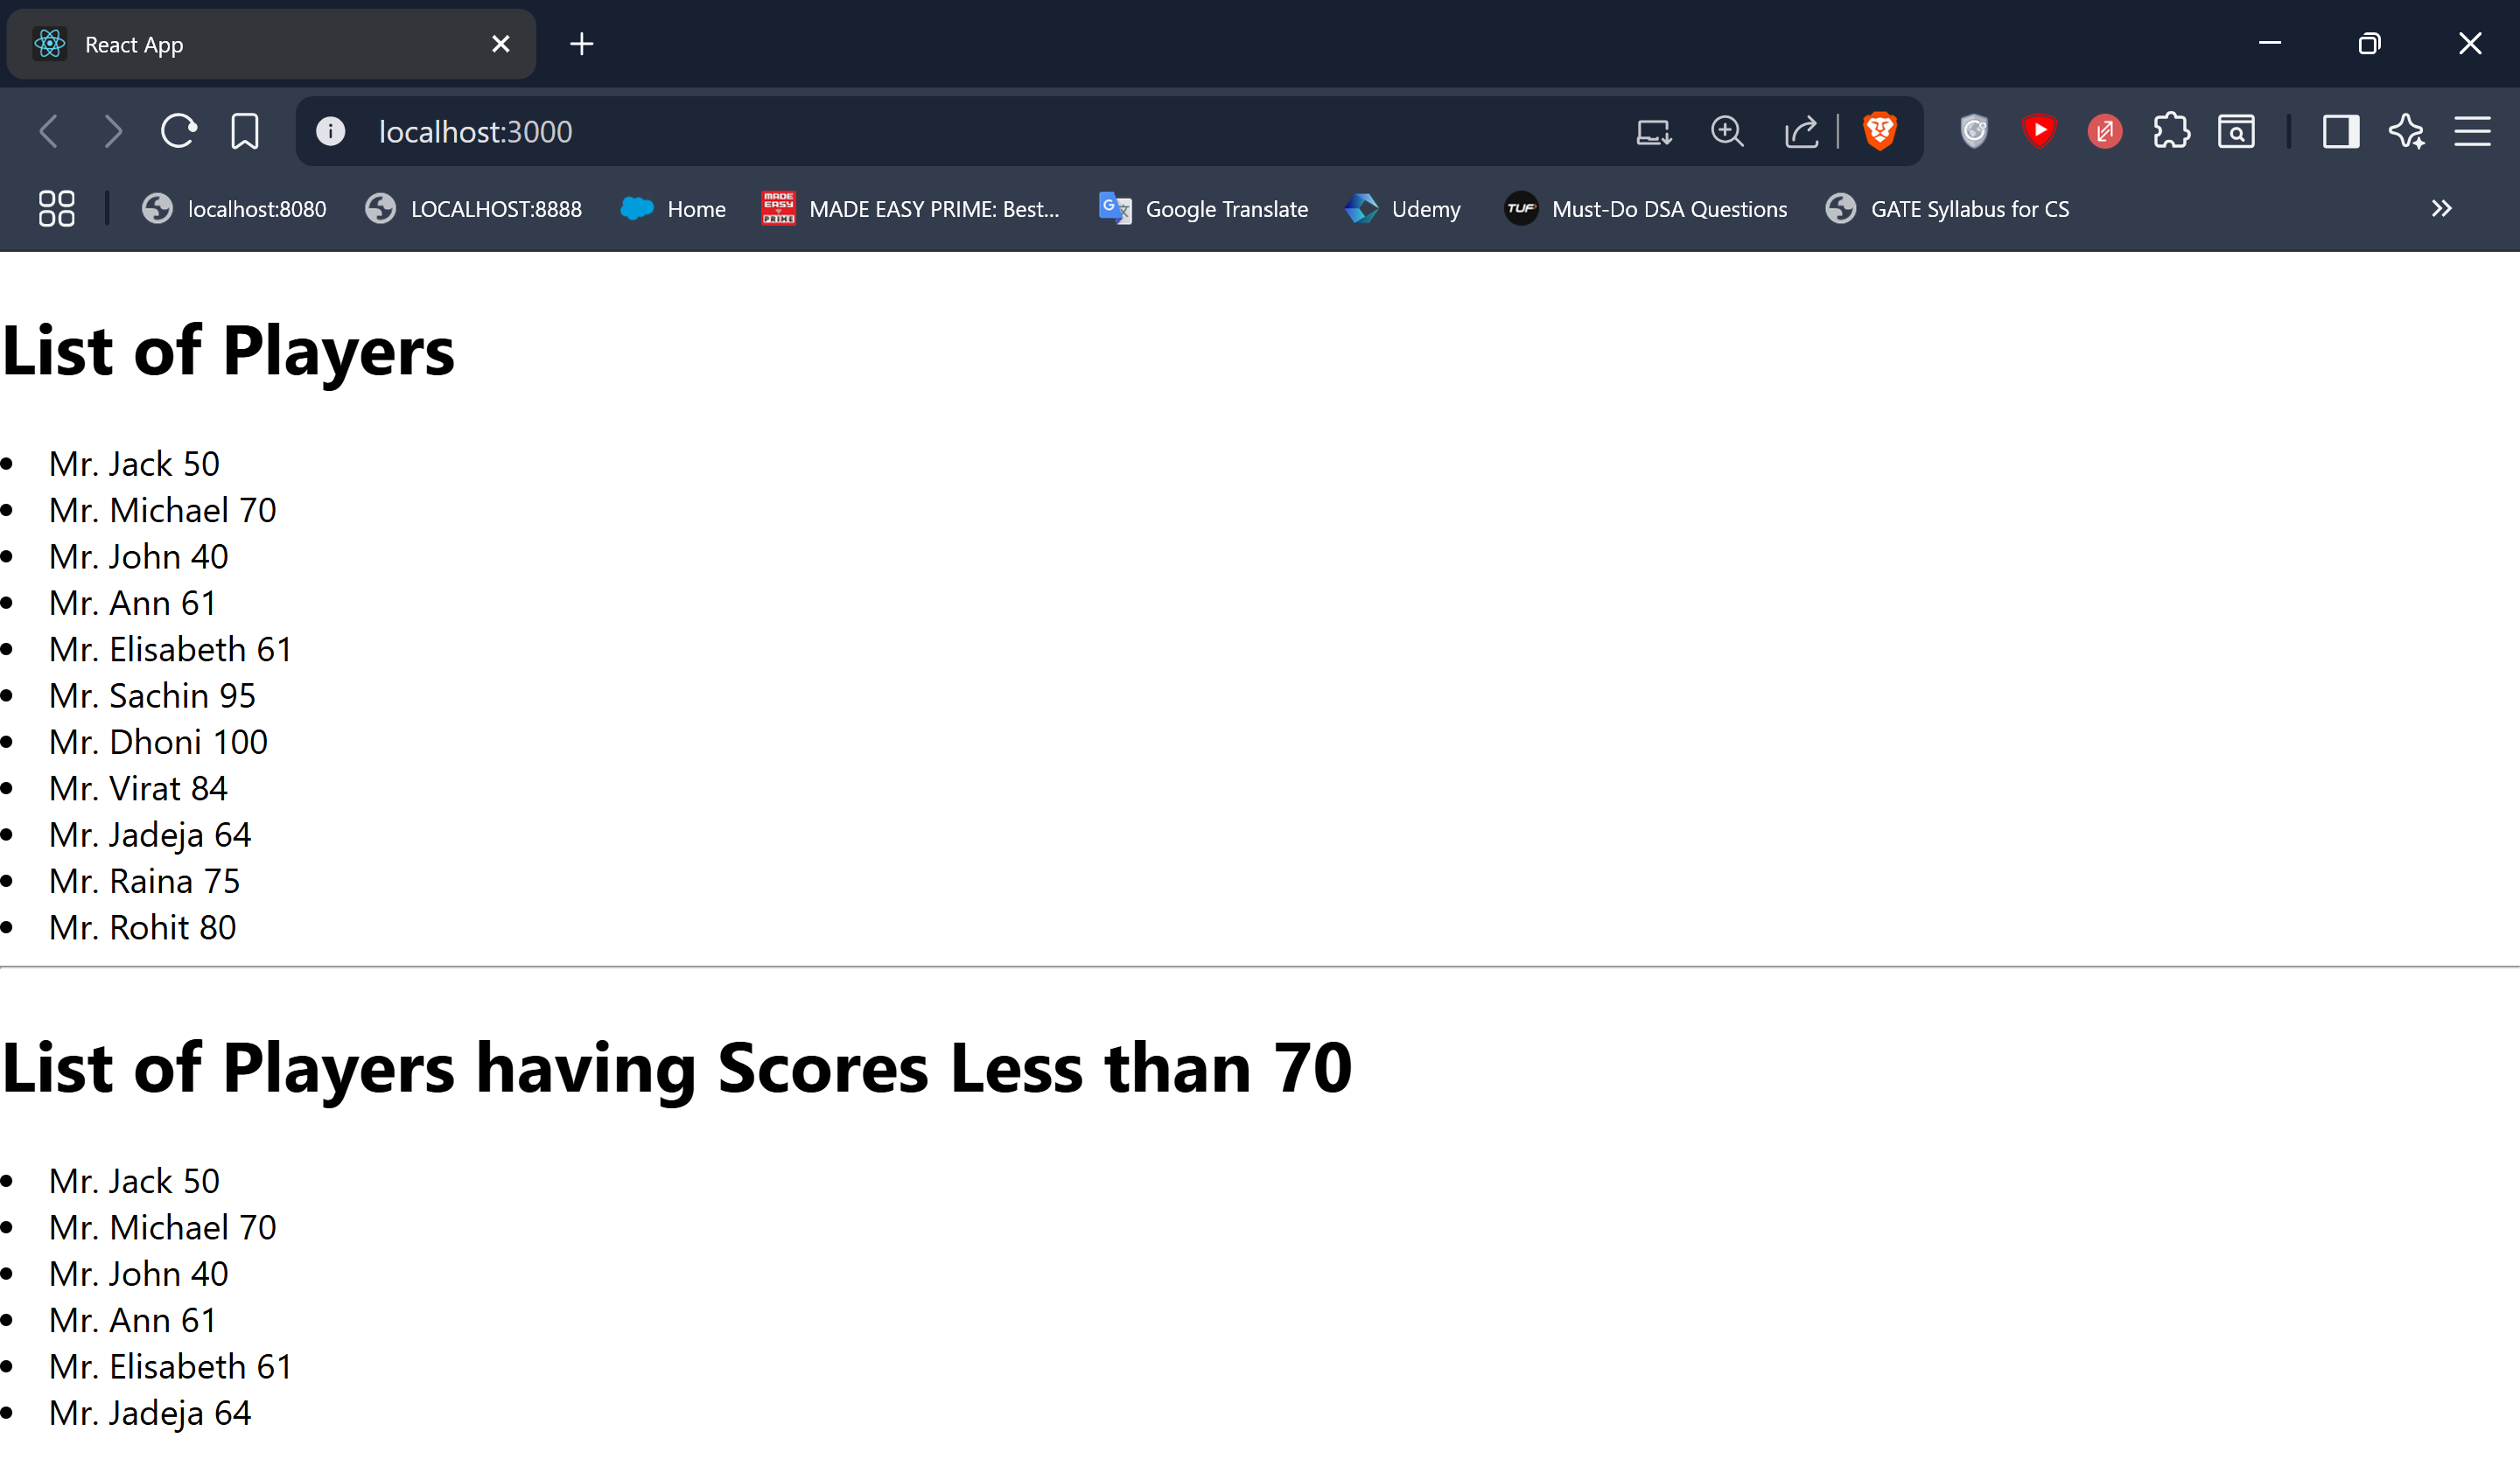 React App
localhost:3000
localhost:8080 LOCALHOST:8888 Home MADE EASY PRIME MADE EASY PRIME: Best... G Google Translate Udemy TUF Must-Do DSA Questions GATE Syllabus for CS
List of Players
Mr. Jack 50
Mr. Michael 70
Mr. John 40
Mr. Ann 61
Mr. Elisabeth 61
Mr. Sachin 95
Mr. Dhoni 100
Mr. Virat 84
Mr. Jadeja 64
Mr. Raina 75
Mr. Rohit 80
List of Players having Scores Less than 70
Mr. Jack 50
Mr. Michael 70
Mr. John 40
Mr. Ann 61
Mr. Elisabeth 61
Mr. Jadeja 64